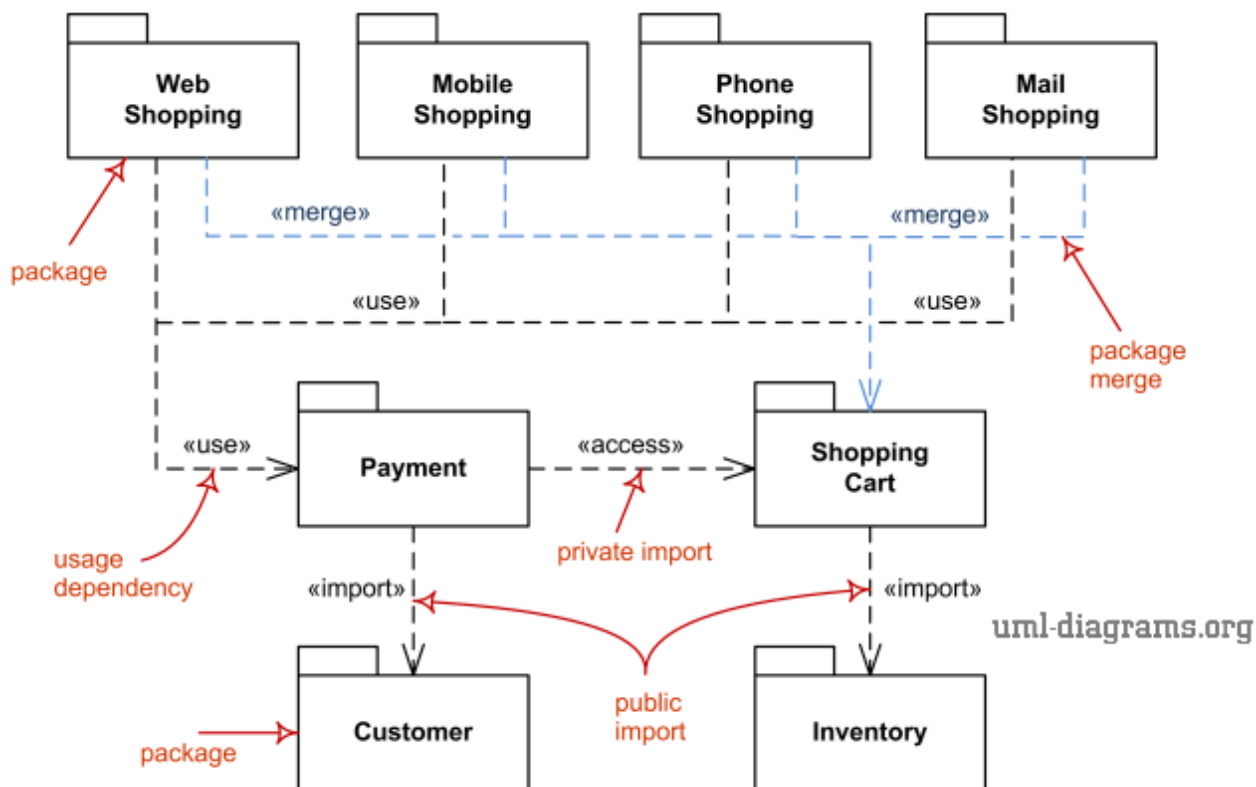 Web
Shopping
Mobile
Shopping
Phone
Shopping
Mail
Shopping
«merge»
«merge»
package
«use»
«use»
package
merge
«use»
Payment
«access»
Shopping
Cart
usage
dependency
private import
«import»
«import»
uml-diagrams.org
public
import
package
Customer
Inventory